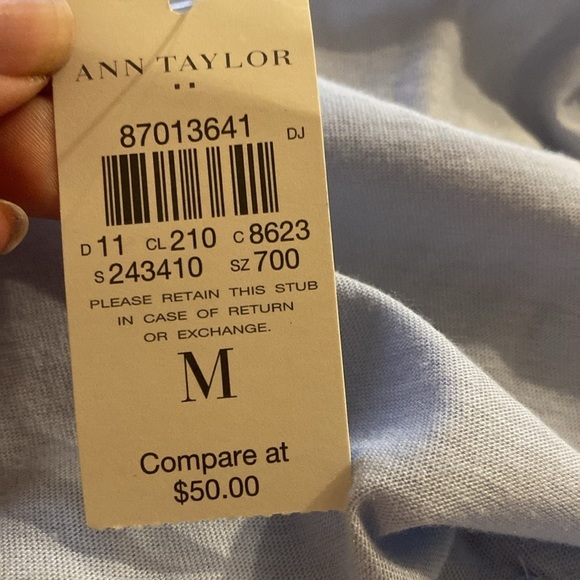 ANN TAYLOR
87013641 DJ
D 11 CL 210 C 8623
S 243410 SZ 700
PLEASE RETAIN THIS STUB
IN CASE OF RETURN
OR EXCHANGE.
M
Compare at
$50.00